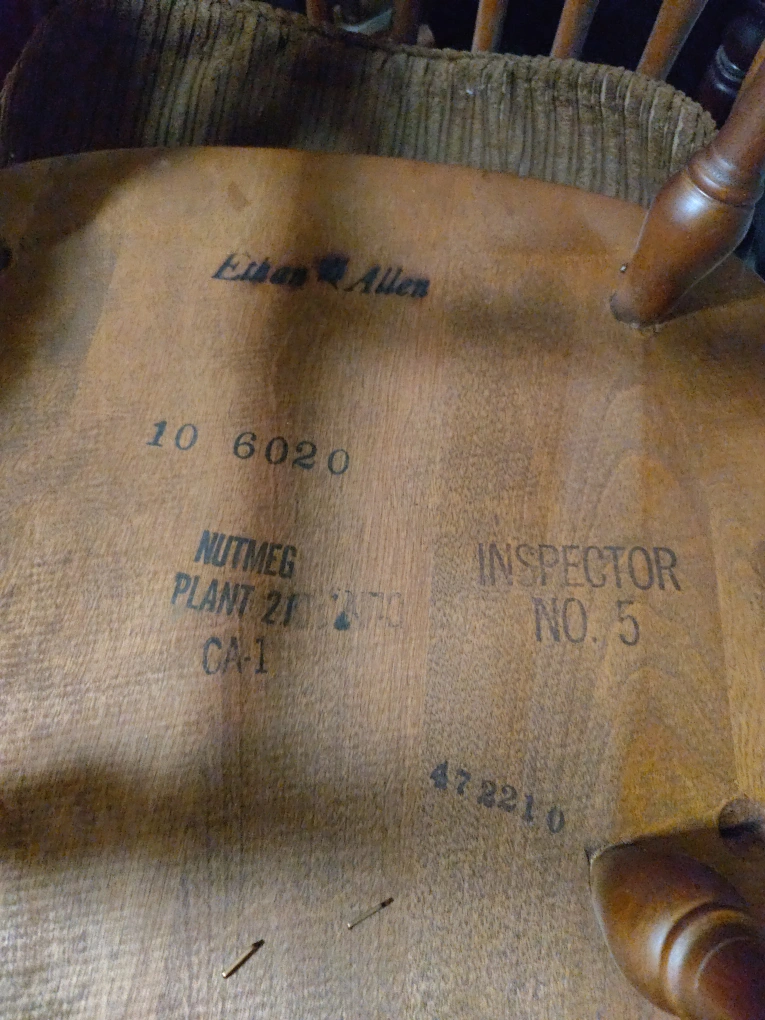 Ethan Allen
10 6020
NUTMEG
PLANT
CA-1
INSPECTOR
NO. 5
472210